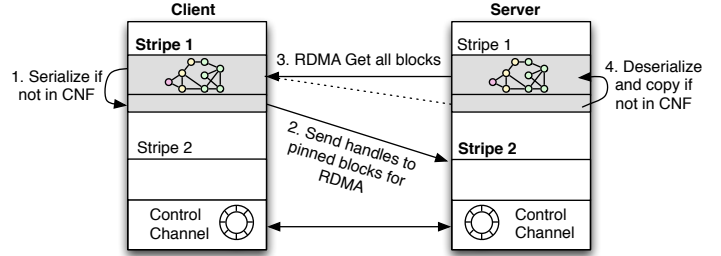 Client
Server
Stripe 1
Stripe 1
1. Serialize if
not in CNF
3. RDMA Get all blocks
4. Deserialize
and copy if
not in CNF
2. Send handles to
pinned blocks for
RDMA
Stripe 2
Stripe 2
Control
Channel
Control
Channel